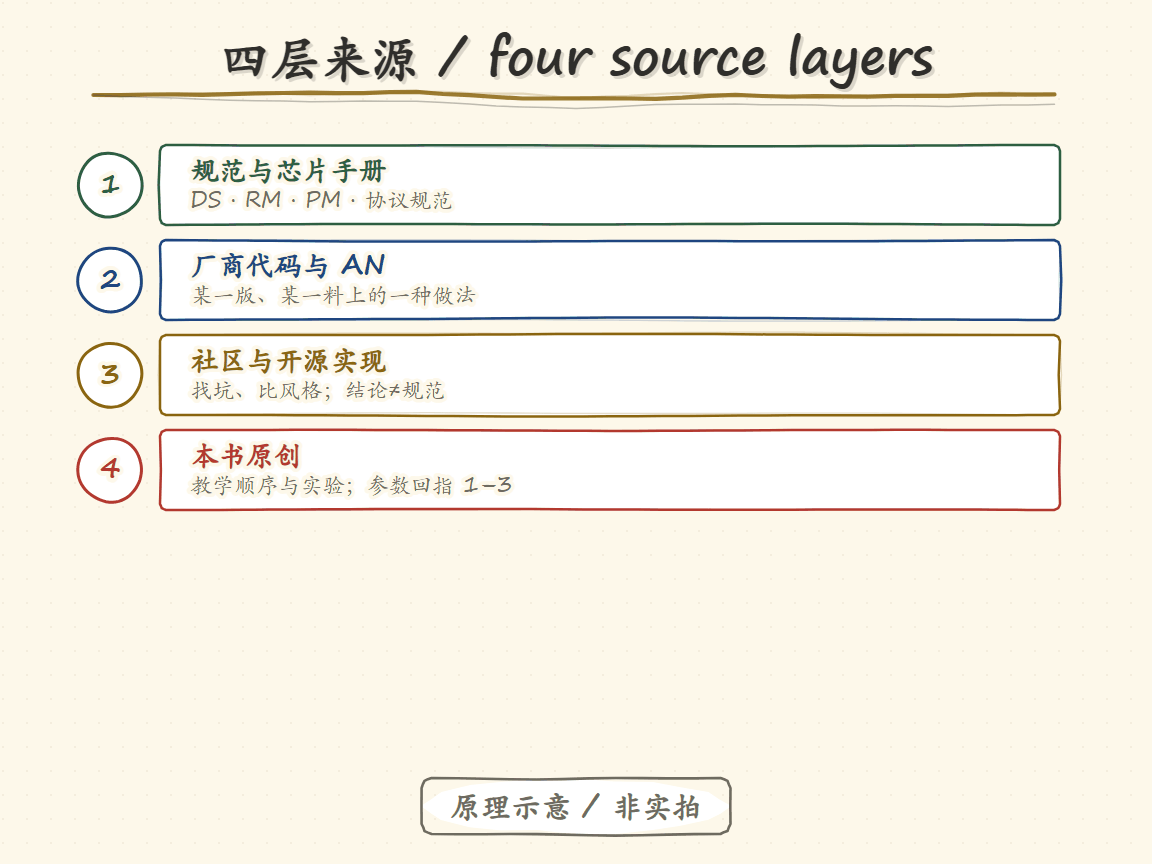 四层来源 / four source layers
1
规范与芯片手册
DS · RM · PM · 协议规范
2
厂商代码与 AN
某一版、某一料上的一种做法
3
社区与开源实现
找坑、比风格；结论≠规范
4
本书原创
教学顺序与实验；参数回指 1–3
原理示意 / 非实拍